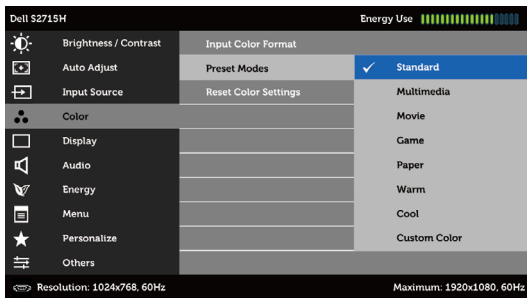 Dell S2715H Energy Use
Brightness / Contrast Input Color Format
Auto Adjust Preset Modes Standard
Input Source Reset Color Settings Multimedia
Color Movie
Display Game
Audio Paper
Energy Warm
Menu Cool
Personalize Custom Color
Others
Resolution: 1024x768, 60Hz Maximum: 1920x1080, 60Hz